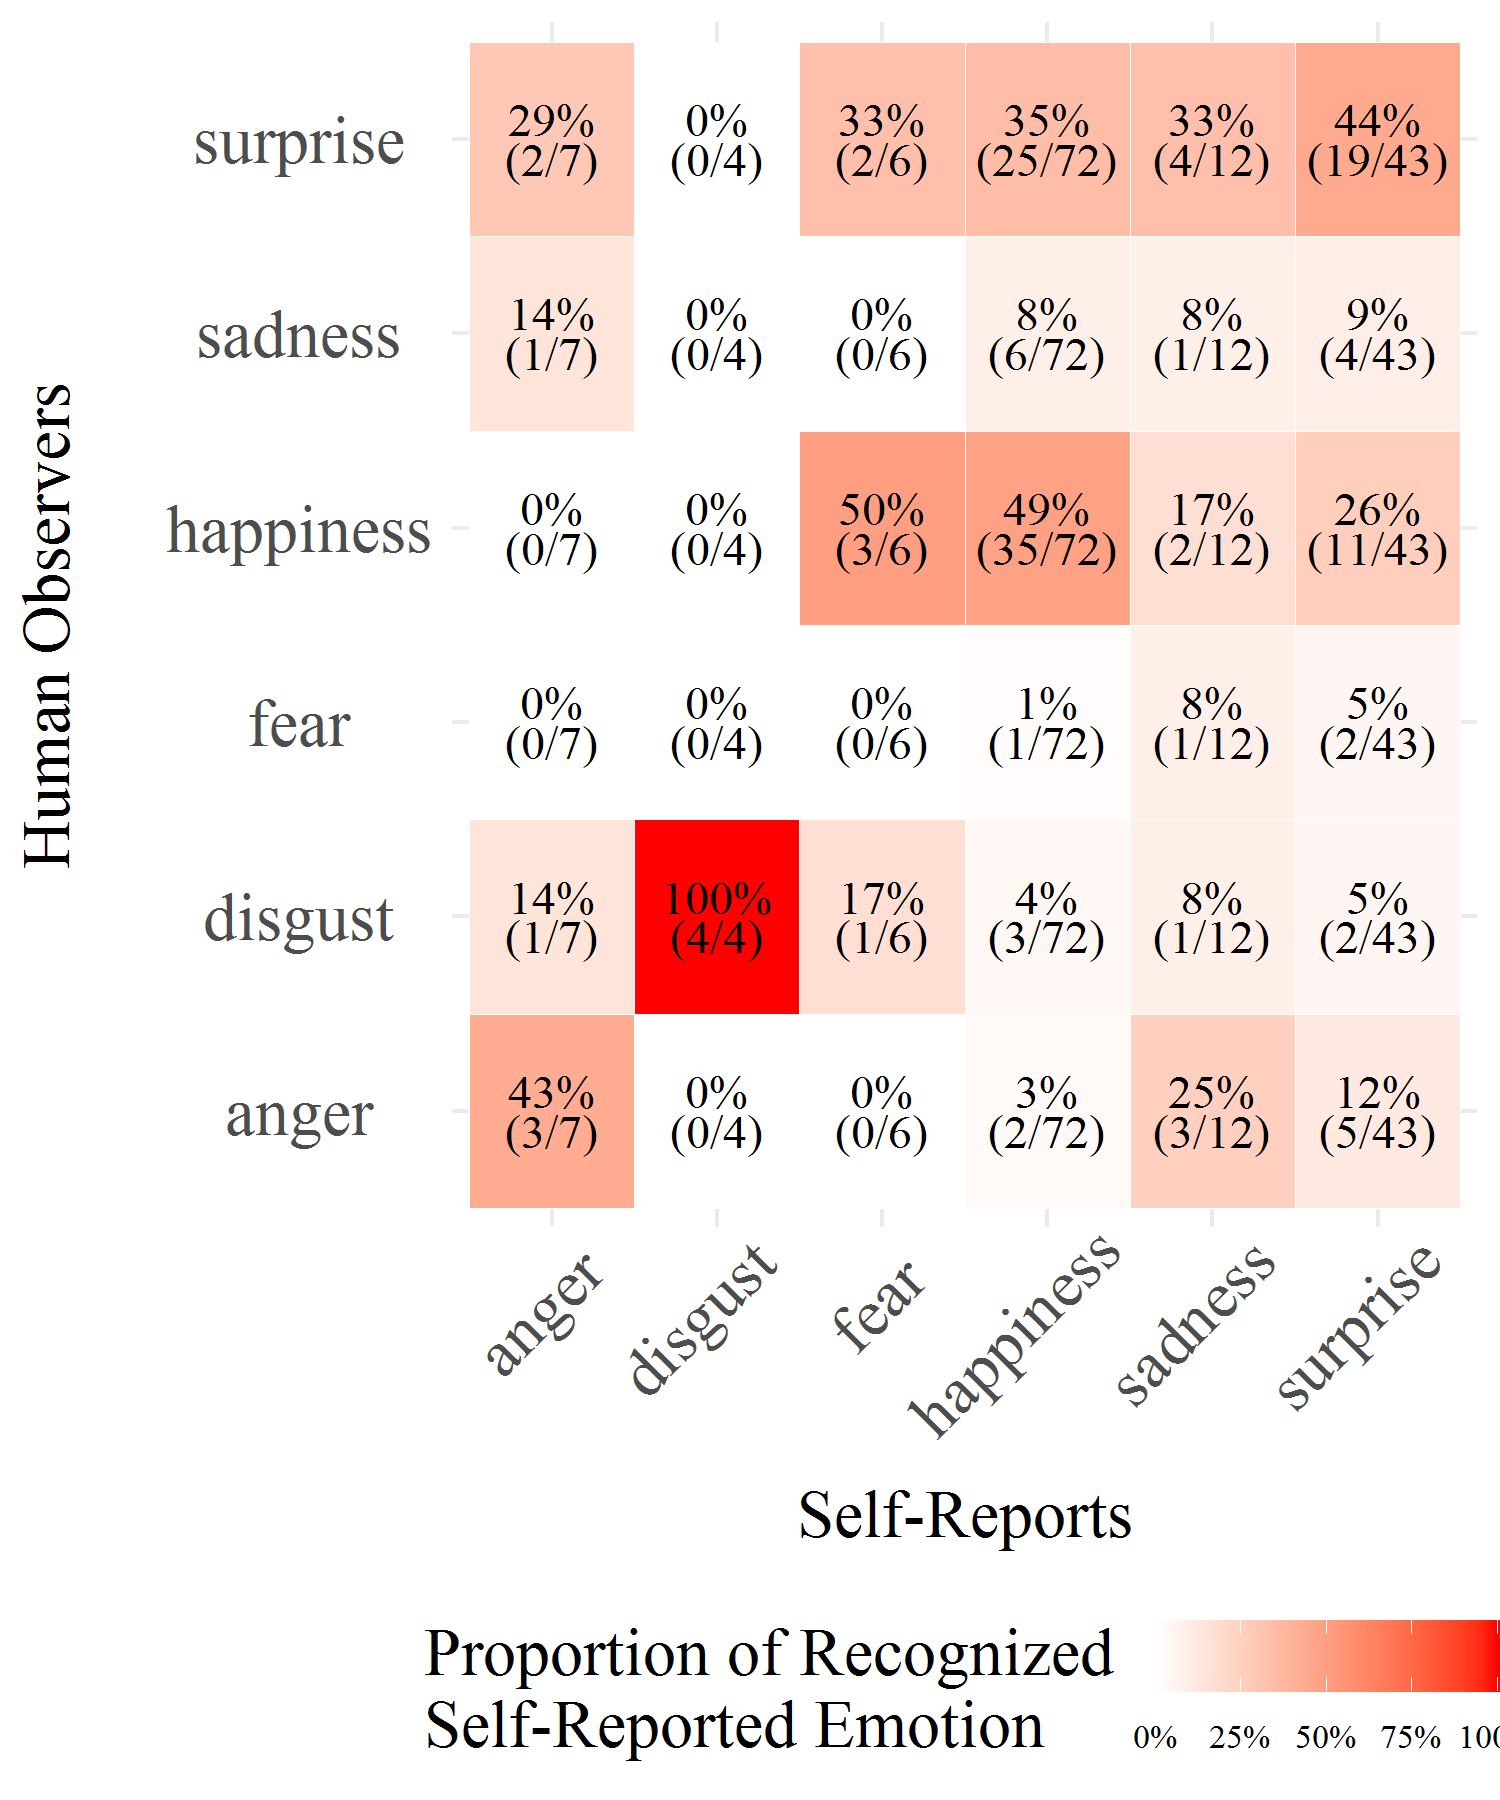 surprise
29% 0% 33% 35% 33% 44%
(2/7) (0/4) (2/6) (25/72) (4/12) (19/43)
sadness
14% 0% 0% 8% 8% 9%
(1/7) (0/4) (0/6) (6/72) (1/12) (4/43)
happiness
0% 0% 50% 49% 17% 26%
(0/7) (0/4) (3/6) (35/72) (2/12) (11/43)
fear
0% 0% 0% 1% 8% 5%
(0/7) (0/4) (0/6) (1/72) (1/12) (2/43)
disgust
14% 100% 17% 4% 8% 5%
(1/7) (4/4) (1/6) (3/72) (1/12) (2/43)
anger
43% 0% 0% 3% 25% 12%
(3/7) (0/4) (0/6) (2/72) (3/12) (5/43)
Human Observers
anger disgust fear happiness sadness surprise
Self-Reports
Proportion of Recognized
Self-Reported Emotion
0% 25% 50% 75% 100